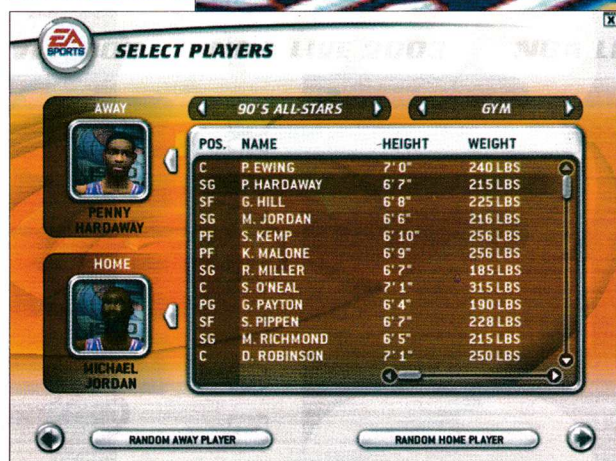 EA
SPORTS
SELECT PLAYERS
AWAY
PENNY
HARDAWAY
HOME
MICHAEL
JORDAN
90'S ALL-STARS
GYM
POS. NAME -HEIGHT WEIGHT
C P. EWING 7' 0" 240 LBS
SG P. HARDAWAY 6' 7" 215 LBS
SF G. HILL 6' 8" 225 LBS
SG M. JORDAN 6' 6" 216 LBS
PF S. KEMP 6' 10" 256 LBS
PF K. MALONE 6' 9" 256 LBS
SG R. MILLER 6' 7" 185 LBS
C S. O'NEAL 7' 1" 315 LBS
PG G. PAYTON 6' 4" 190 LBS
SF S. PIPPEN 6' 7" 228 LBS
SG M. RICHMOND 6' 5" 215 LBS
C D. ROBINSON 7' 1" 250 LBS
RANDOM AWAY PLAYER
RANDOM HOME PLAYER